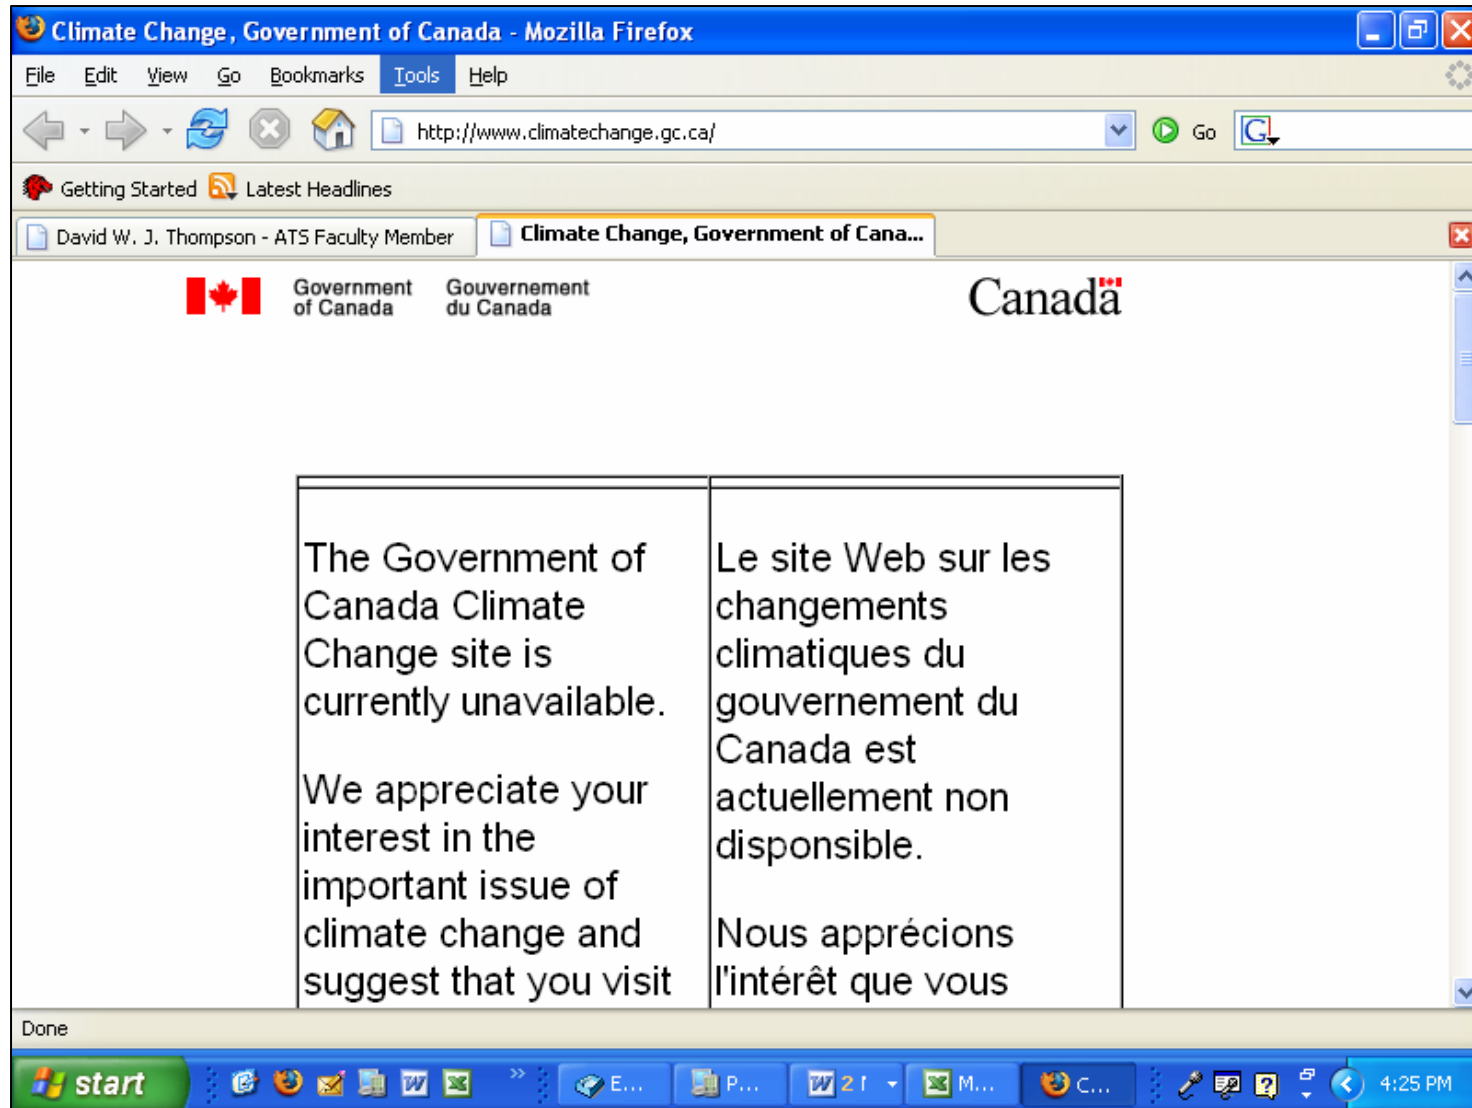 Climate Change, Government of Canada - Mozilla Firefox
File Edit View Go Bookmarks Tools Help
http://www.climatechange.gc.ca/ Go G
Getting Started Latest Headlines
David W. J. Thompson - ATS Faculty Member Climate Change, Government of Cana...
Government of Canada
Gouvernement du Canada
Canada
The Government of
Canada Climate
Change site is
currently unavailable.
We appreciate your
interest in the
important issue of
climate change and
suggest that you visit
Le site Web sur les
changements
climatiques du
gouvernement du
Canada est
actuellement non
disponsible.
Nous apprécions
l'intérêt que vous
Done
start E... P... 2 M... C... 4:25 PM